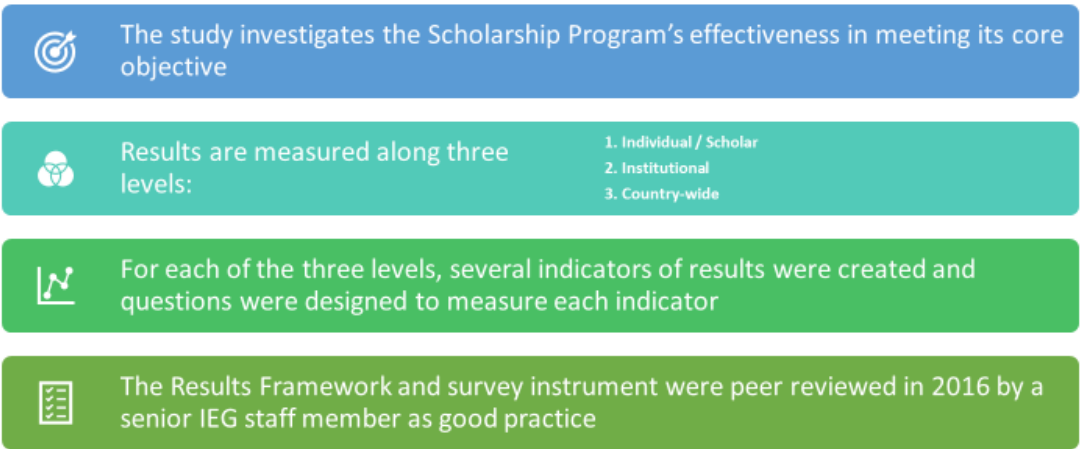 The study investigates the Scholarship Program's effectiveness in meeting its core
objective
Results are measured along three
levels:
1. Individual / Scholar
2. Institutional
3. Country-wide
For each of the three levels, several indicators of results were created and
questions were designed to measure each indicator
The Results Framework and survey instrument were peer reviewed in 2016 by a
senior IEG staff member as good practice